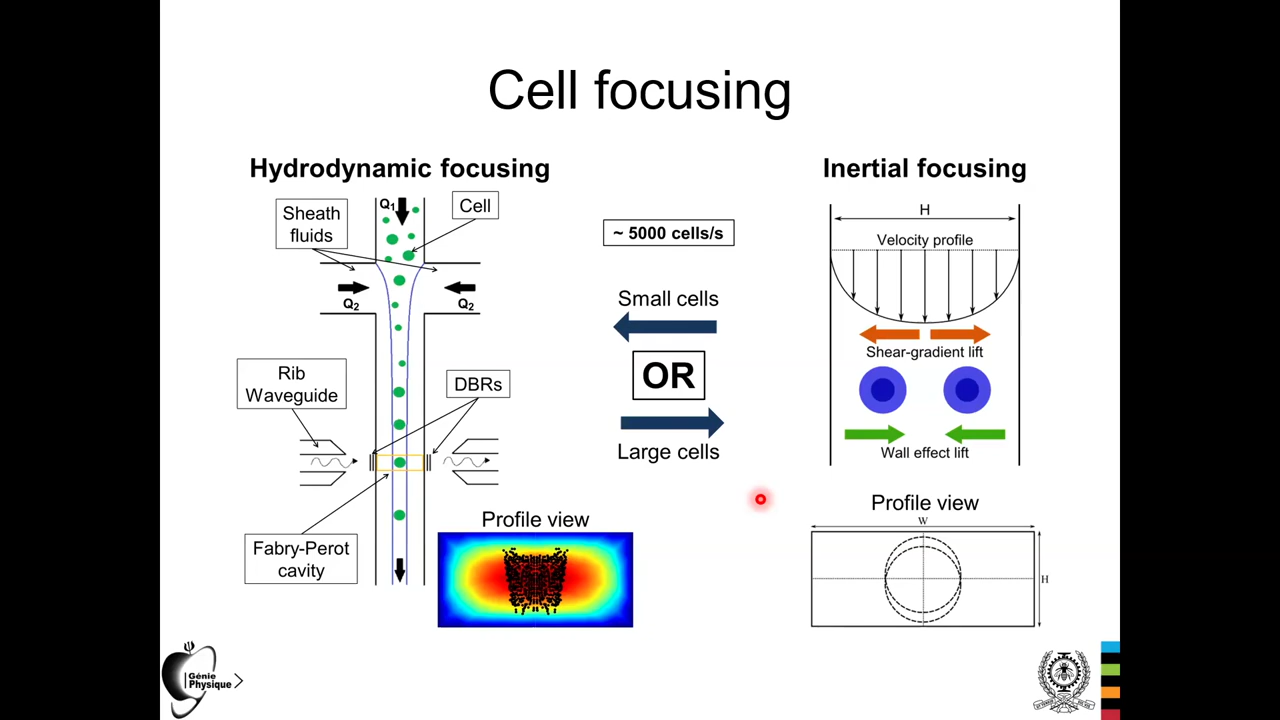 Cell focusing
Hydrodynamic focusing
Sheath
fluids
Q1
Cell
Q2
Q2
Rib
Waveguide
DBRs
Fabry-Perot
cavity
Profile view
~ 5000 cells/s
Small cells
OR
Large cells
Inertial focusing
H
Velocity profile
Shear-gradient lift
Wall effect lift
Profile view
W
H
Génie
Physique